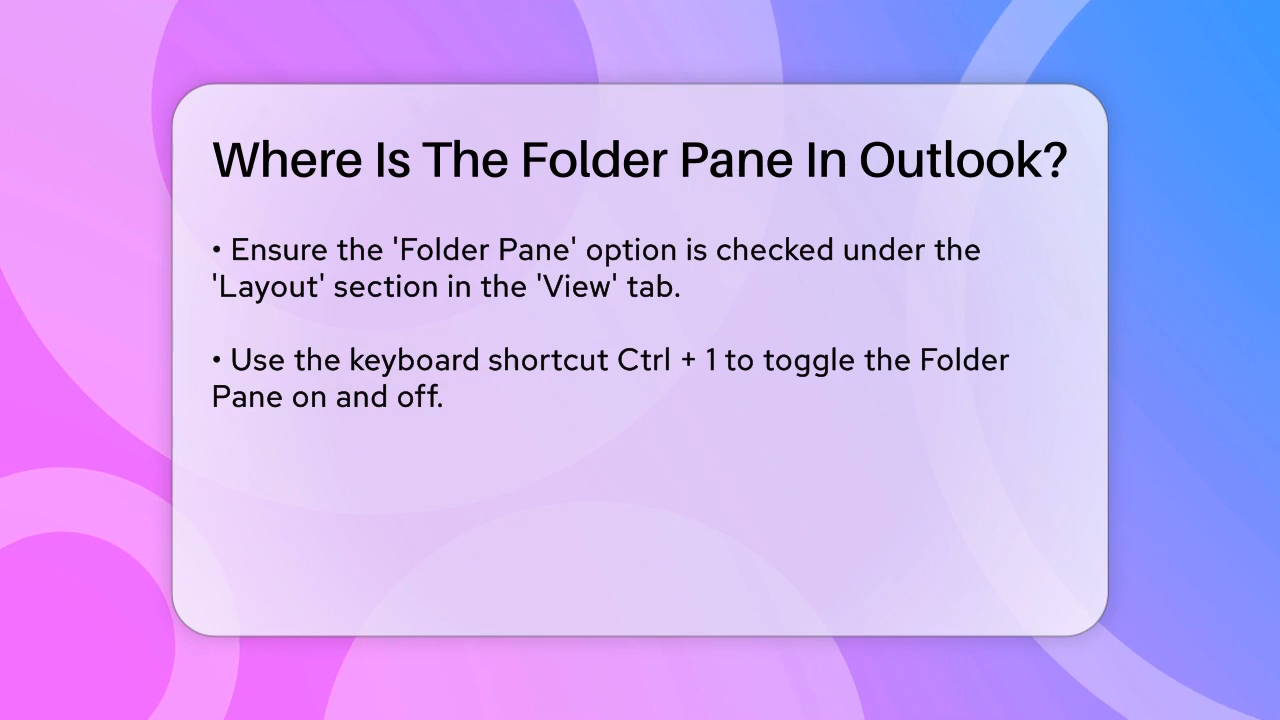 Where Is The Folder Pane In Outlook?
• Ensure the 'Folder Pane' option is checked under the
'Layout' section in the 'View' tab.
• Use the keyboard shortcut Ctrl + 1 to toggle the Folder
Pane on and off.